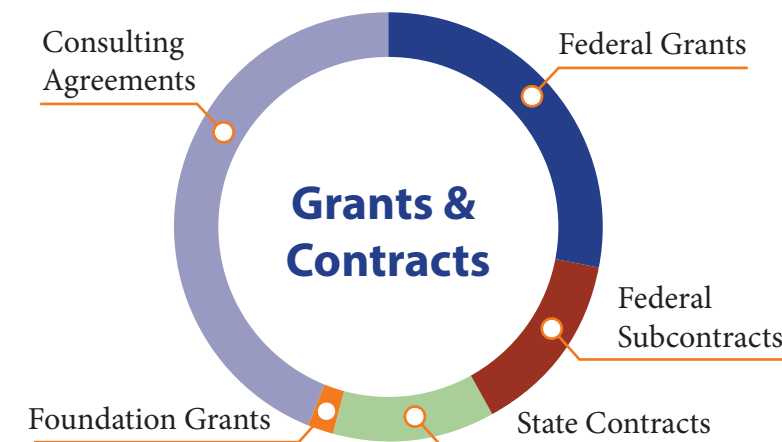 Consulting
Agreements
Federal Grants
Grants &
Contracts
Federal
Subcontracts
Foundation Grants
State Contracts